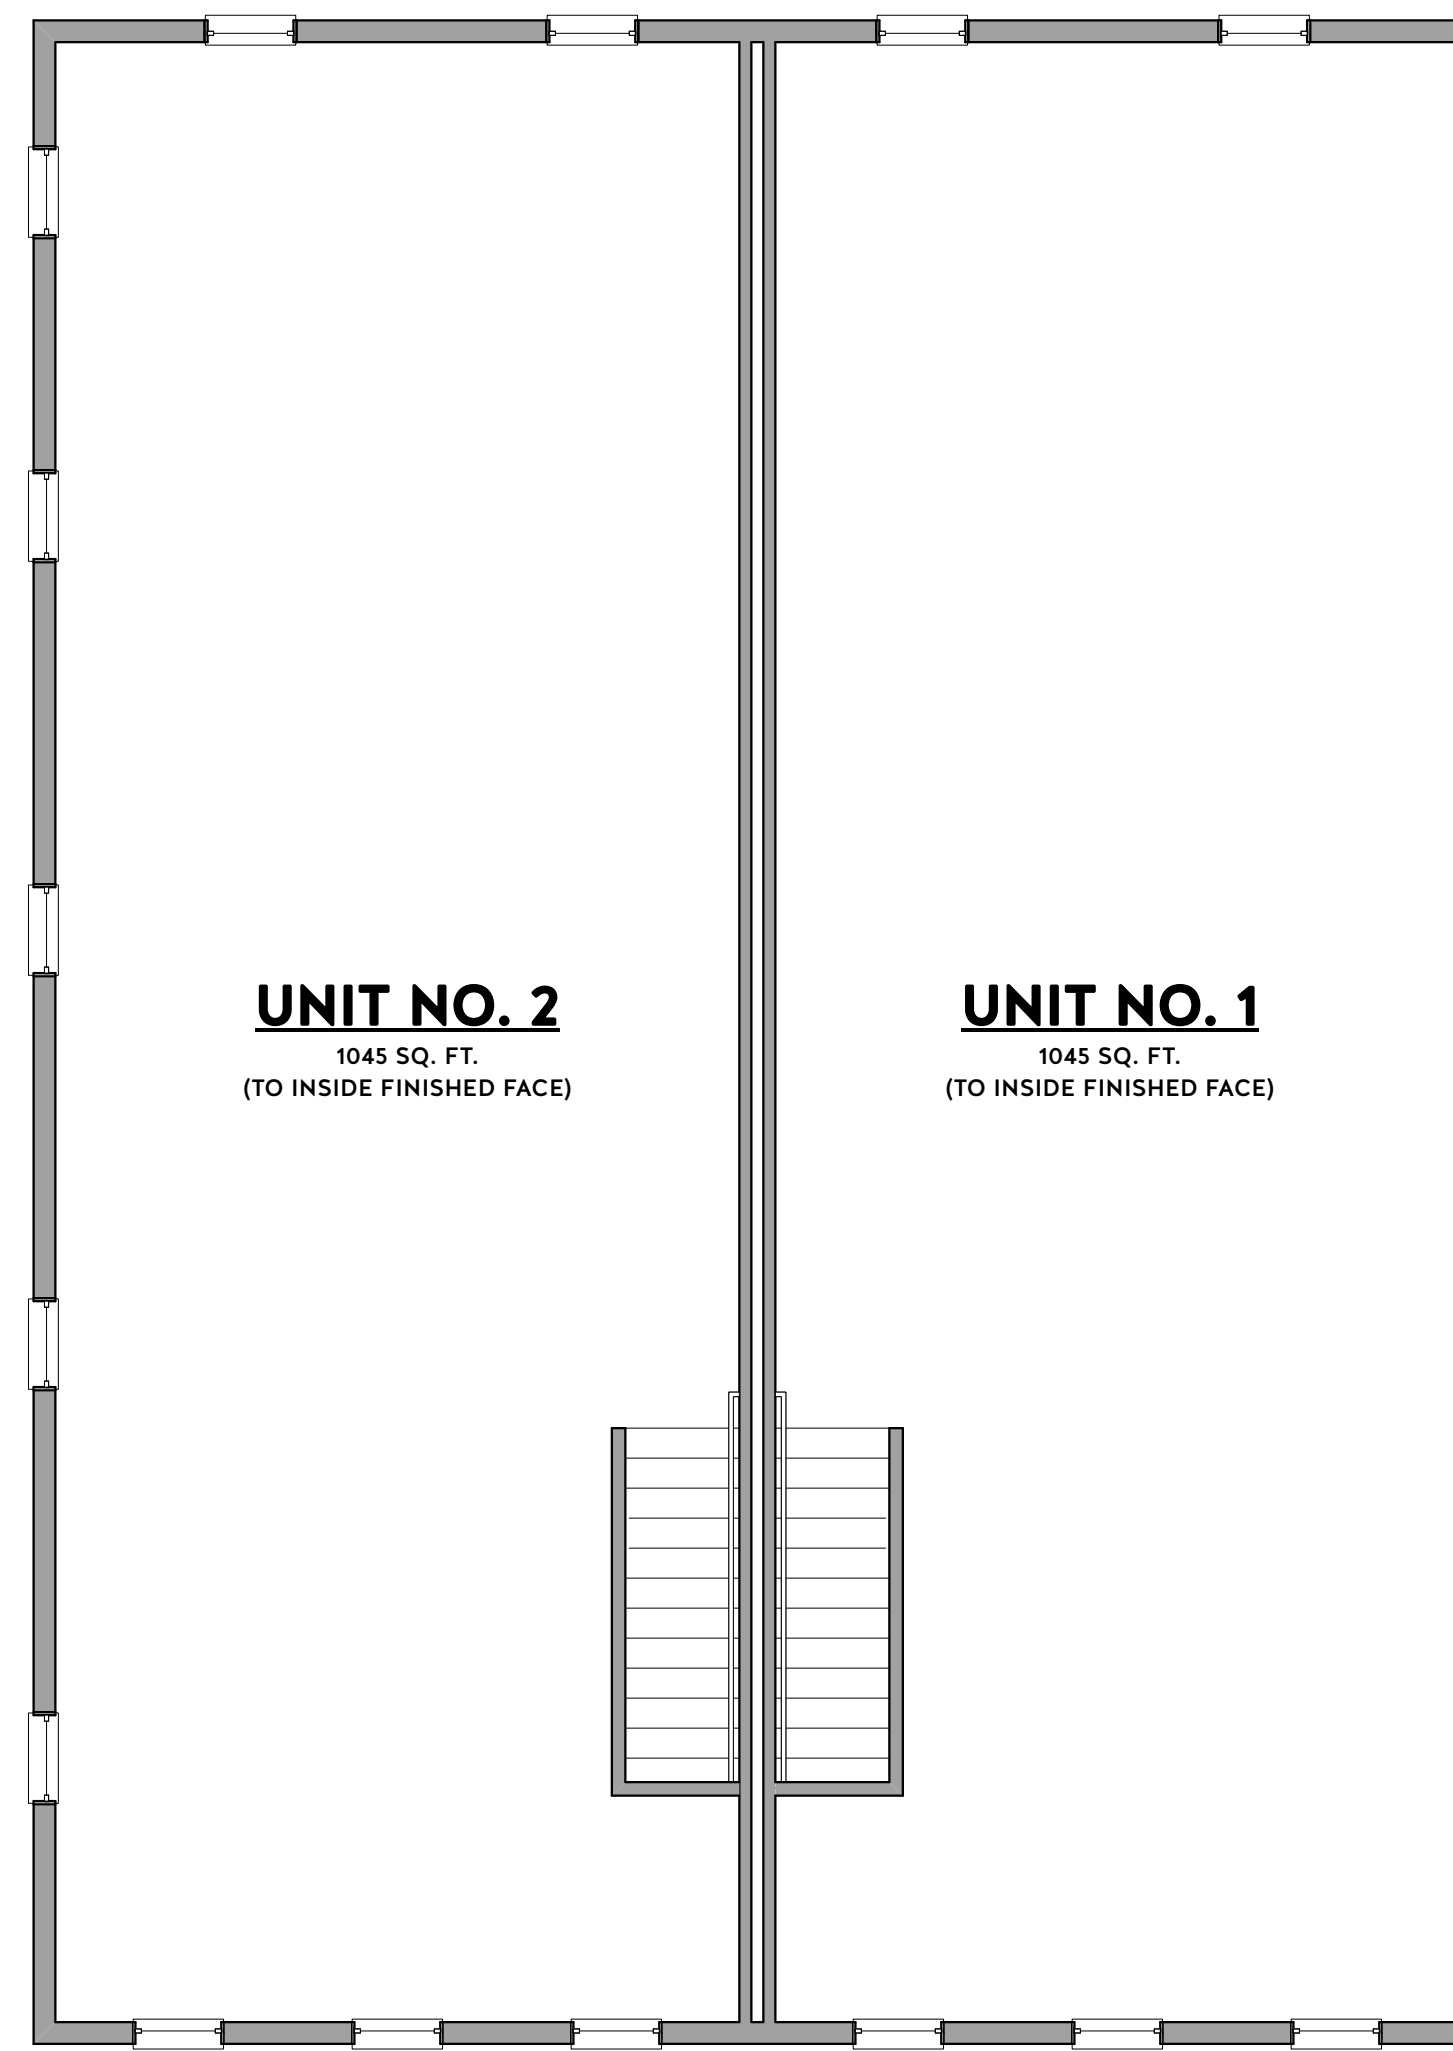 UNIT NO. 2
1045 SQ. FT.
(TO INSIDE FINISHED FACE)
UNIT NO. 1
1045 SQ. FT.
(TO INSIDE FINISHED FACE)